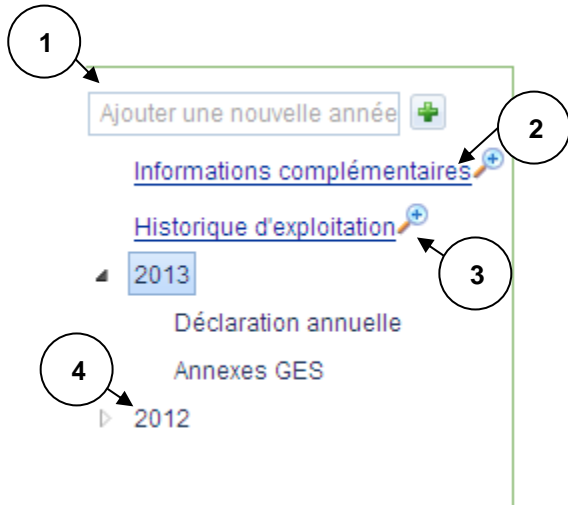 1
Ajouter une nouvelle année
2
Informations complémentaires
Historique d'exploitation
3
2013
Déclaration annuelle
Annexes GES
4
2012